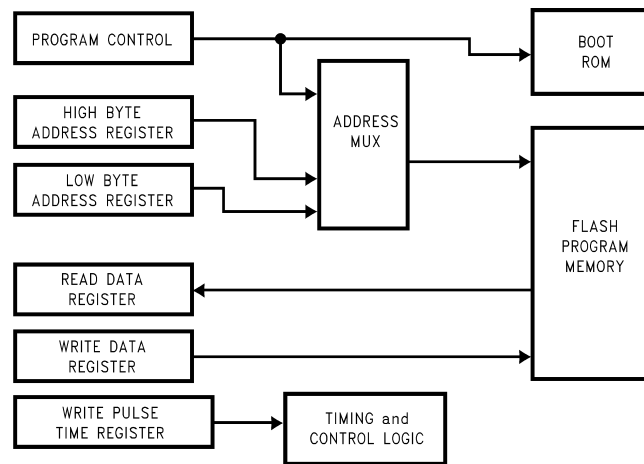 PROGRAM CONTROL
BOOT
ROM
HIGH BYTE
ADDRESS REGISTER
ADDRESS
MUX
LOW BYTE
ADDRESS REGISTER
FLASH
PROGRAM
MEMORY
READ DATA
REGISTER
WRITE DATA
REGISTER
WRITE PULSE
TIME REGISTER
TIMING and
CONTROL LOGIC